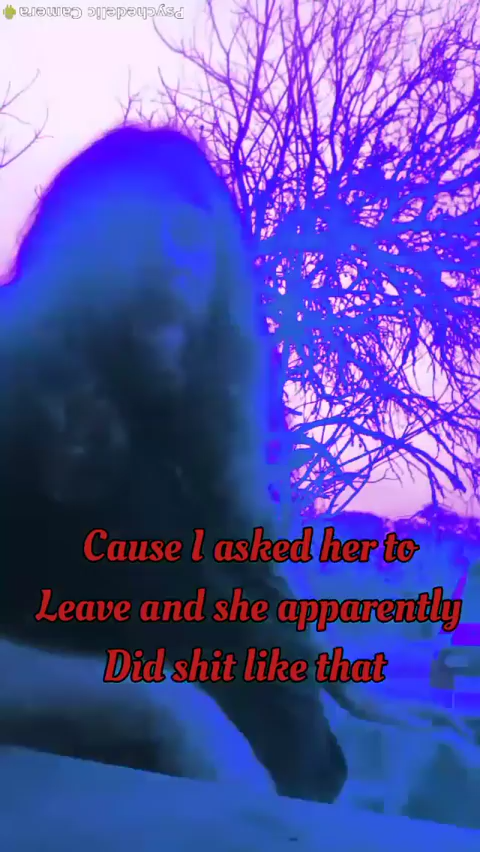 Psychedelic Camera
Cause I asked her to
Leave and she apparently
Did shit like that